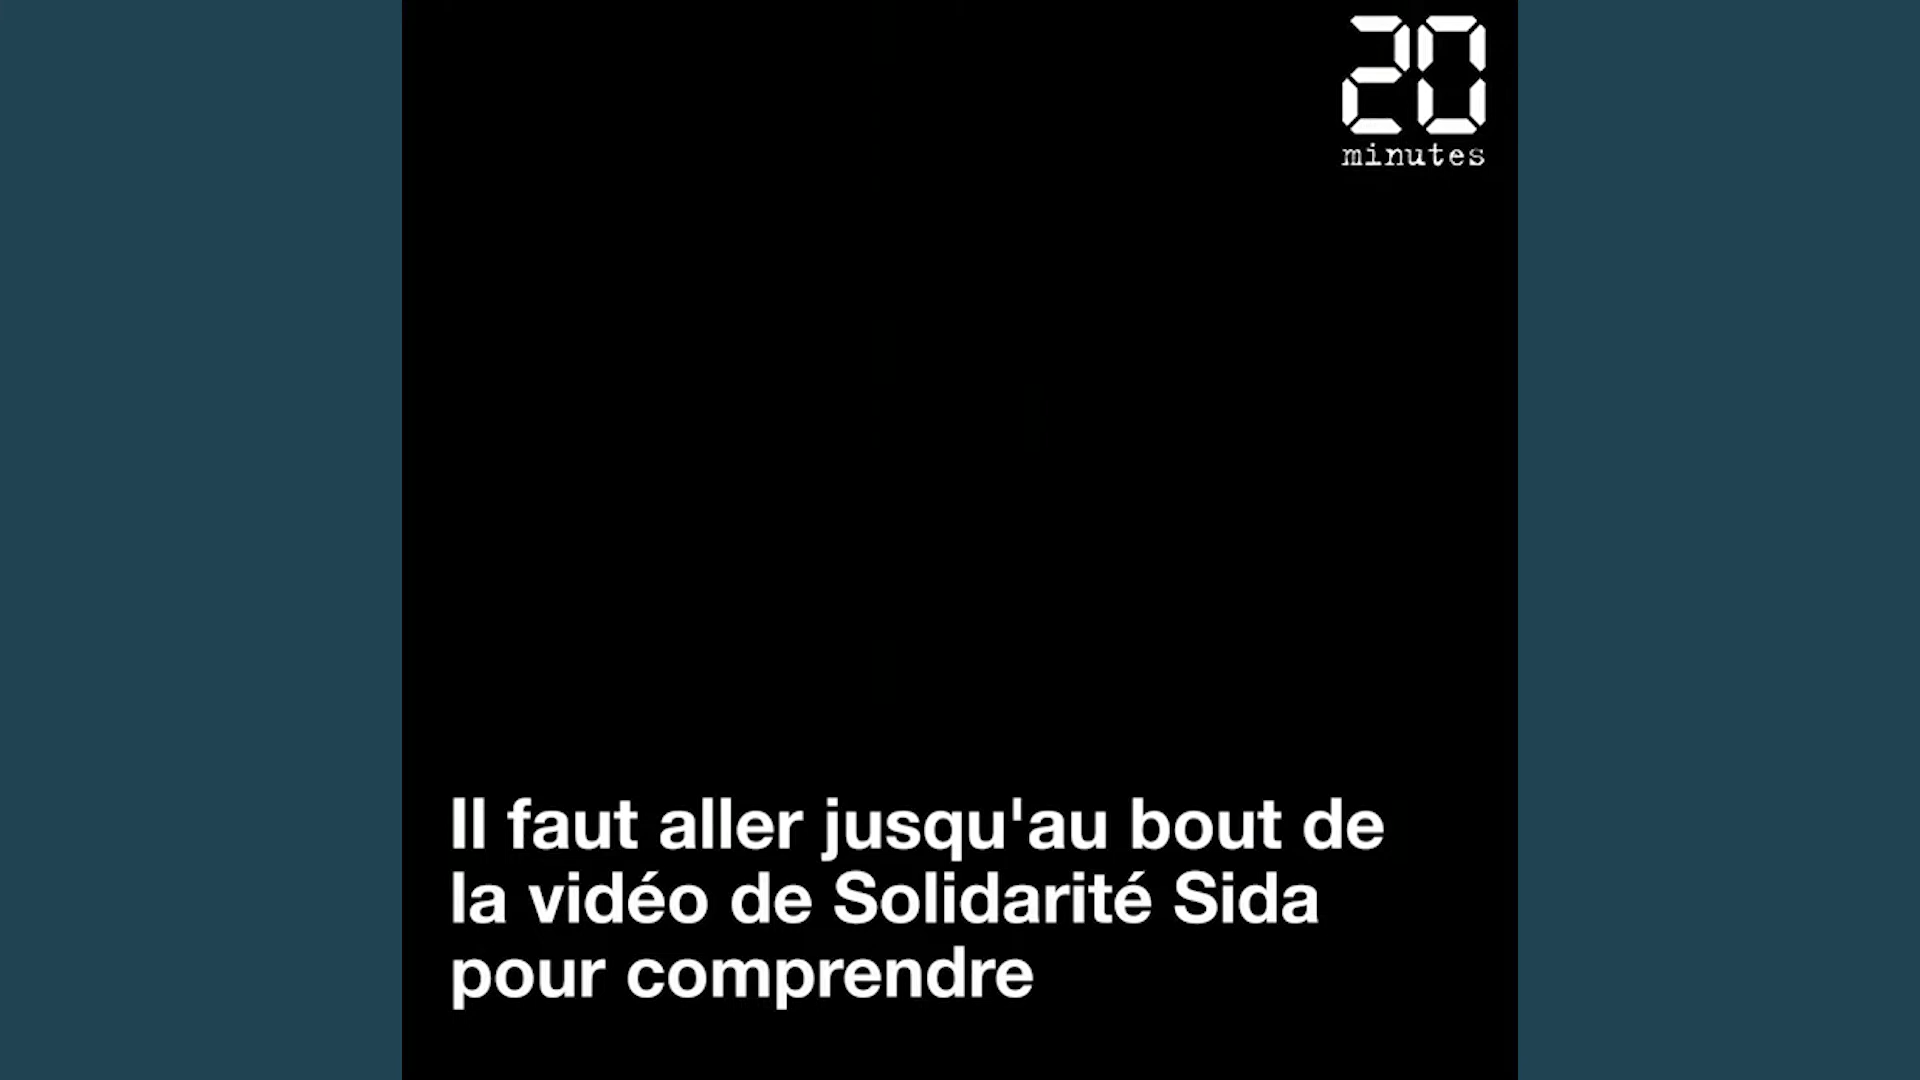 20
minutes
Il faut aller jusqu'au bout de
la vidéo de Solidarité Sida
pour comprendre